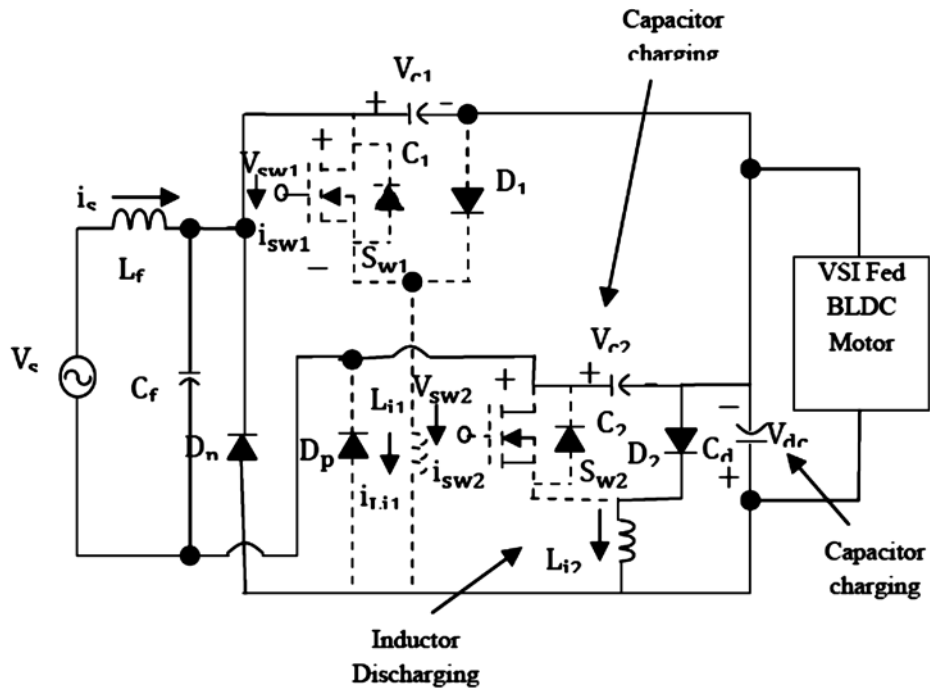 Capacitor
charging
Vc1
+ -
Vsw1 + C1 D1
is
isw1
Lf
− Sw1
VSI Fed
BLDC
Motor
Vs
Cf
Vc2
+ -
Li1 Vsw2 +
C2
−
Dn Dp D2 Cd Vdc
isw2 Sw2 +
iLi1
Li2
Capacitor
charging
Inductor
Discharging